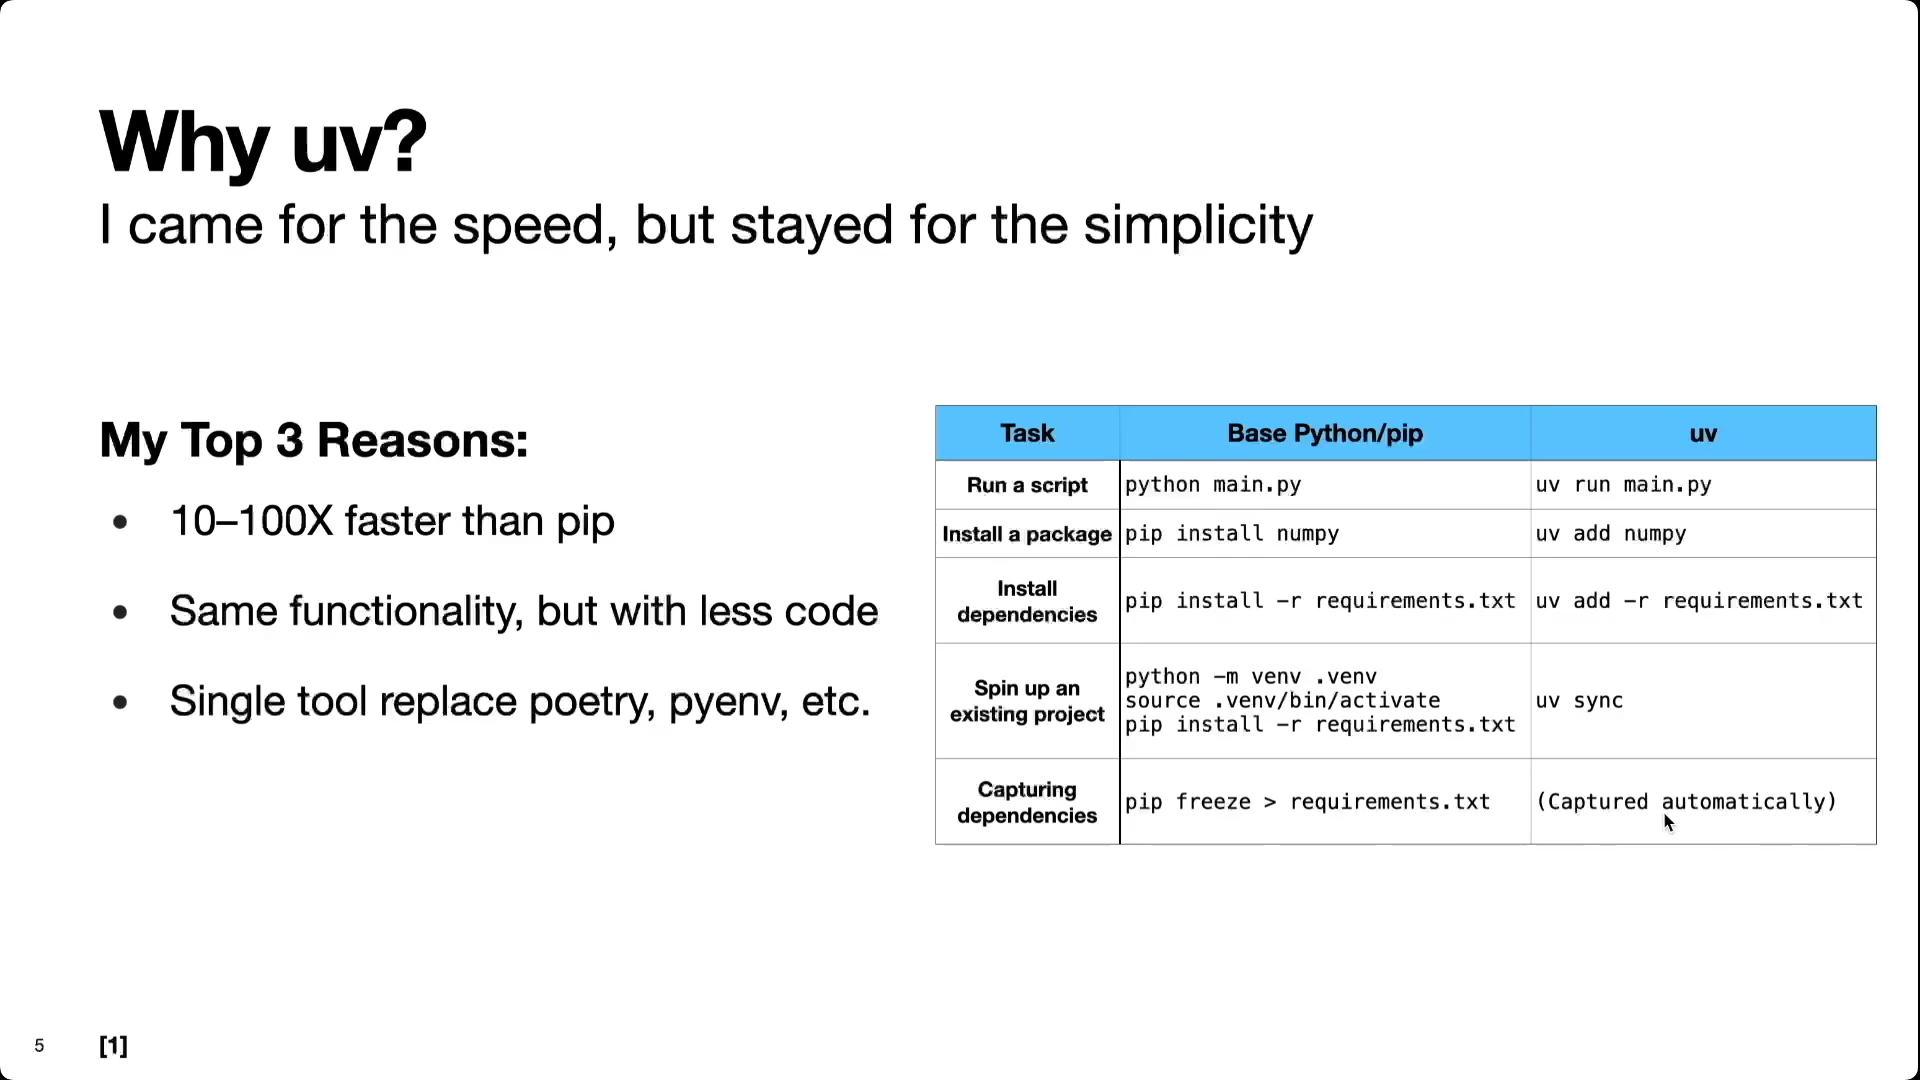 Why uv?
I came for the speed, but stayed for the simplicity
My Top 3 Reasons:
• 10–100X faster than pip
• Same functionality, but with less code
• Single tool replace poetry, pyenv, etc.
Task Base Python/pip uv
Run a script python main.py uv run main.py
Install a package pip install numpy uv add numpy
Install
dependencies pip install -r requirements.txt uv add -r requirements.txt
Spin up an
existing project
python -m venv .venv
source .venv/bin/activate
pip install -r requirements.txt
uv sync
Capturing
dependencies pip freeze > requirements.txt (Captured automatically)
5 [1]